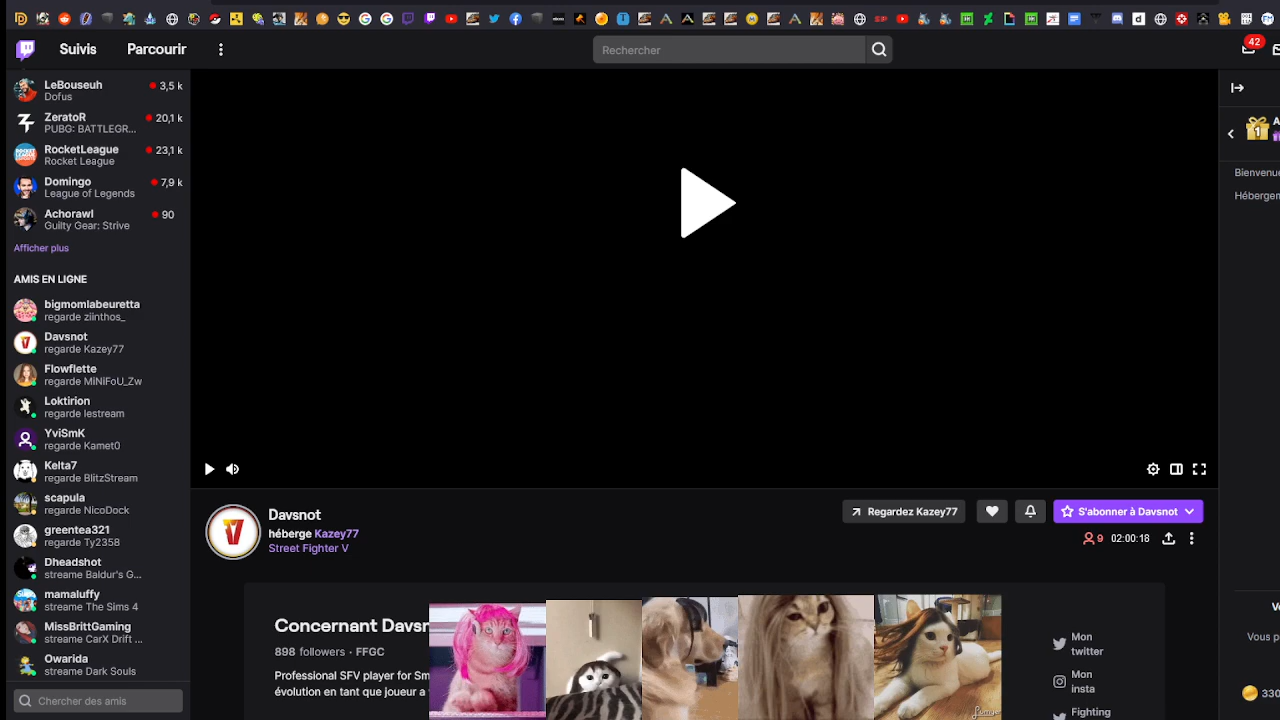 Suivis
Parcourir
Rechercher
42
LeBouseuh
3,5 k
Dofus
ZeratoR
20,1 k
PUBG: BATTLEGR...
RocketLeague
23,1 k
Rocket League
Domingo
7,9 k
League of Legends
Achorawl
90
Guilty Gear: Strive
Afficher plus
AMIS EN LIGNE
bigmomlabeuretta
regarde ziinthos_
Davsnot
regarde Kazey77
Flowflette
regarde MiNiFoU_Zw
Loktirion
regarde lestream
YviSmK
regarde Kamet0
Kelta7
regarde BlitzStream
scapula
regarde NicoDock
greentea321
regarde Ty2358
Dheadshot
streame Baldur's G...
mamaluffy
streame The Sims 4
MissBrittGaming
streame CarX Drift ...
Owarida
streame Dark Souls
Chercher des amis
Davsnot
héberge Kazey77
Street Fighter V
Regardez Kazey77
S'abonner à Davsnot
9
02:00:18
Concernant Davsn
898 followers · FFGC
Professional SFV player for Sm
évolution en tant que joueur a
Mon
twitter
Mon
insta
Fighting
1
A
Bienvenue
Hébergem
Vous p
330